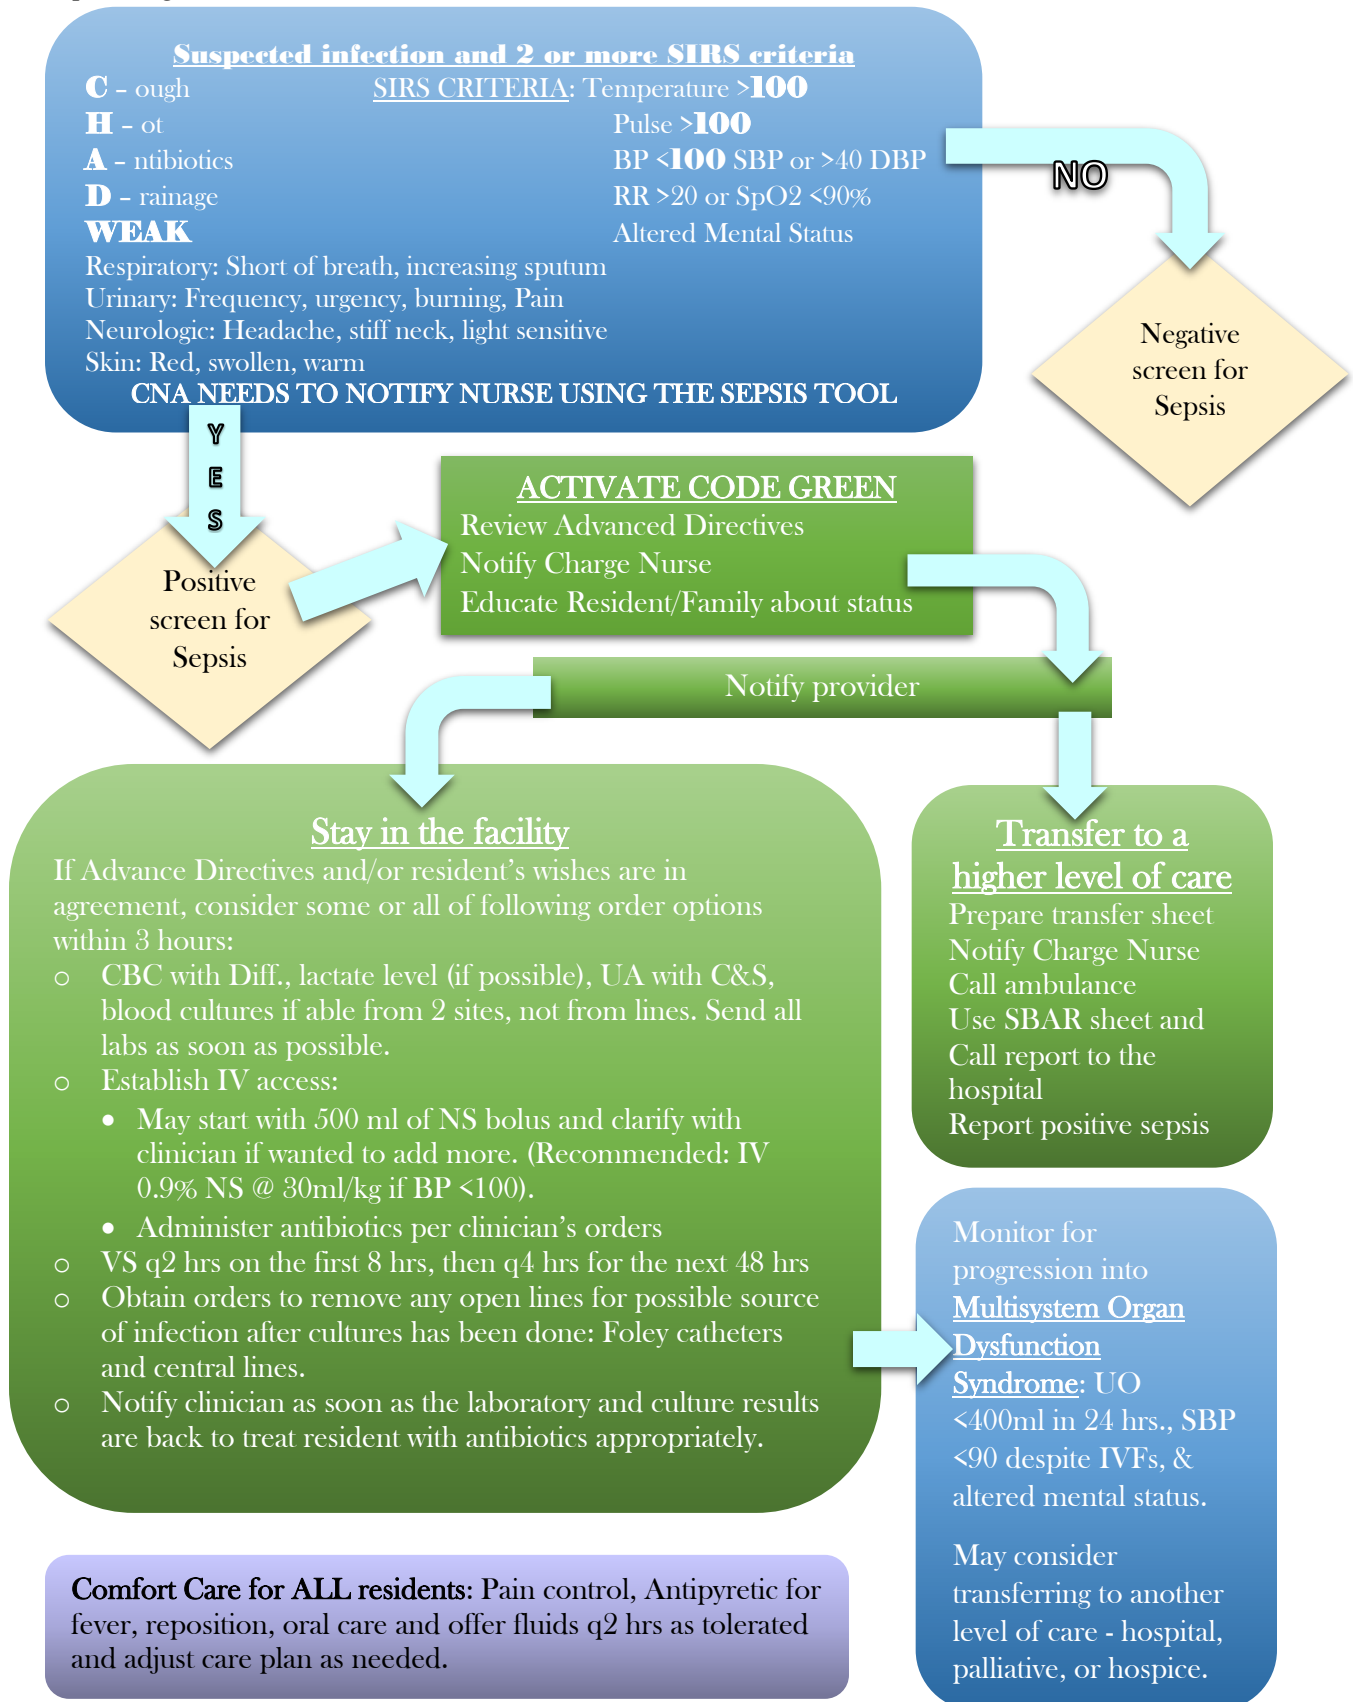 Suspected infection and 2 or more SIRS criteria
C – ough
SIRS CRITERIA: Temperature >100
H – ot
Pulse >100
A – ntibiotics
BP <100 SBP or >40 DBP
D – rainage
RR >20 or SpO2 <90%
WEAK
Altered Mental Status
Respiratory: Short of breath, increasing sputum
Urinary: Frequency, urgency, burning, Pain
Neurologic: Headache, stiff neck, light sensitive
Skin: Red, swollen, warm
CNA NEEDS TO NOTIFY NURSE USING THE SEPSIS TOOL
NO
Negative
screen for
Sepsis
Y
E
S
Positive
screen for
Sepsis
ACTIVATE CODE GREEN
Review Advanced Directives
Notify Charge Nurse
Educate Resident/Family about status
Notify provider
Stay in the facility
If Advance Directives and/or resident's wishes are in
agreement, consider some or all of following order options
within 3 hours:
o CBC with Diff., lactate level (if possible), UA with C&S,
blood cultures if able from 2 sites, not from lines. Send all
labs as soon as possible.
o Establish IV access:
• May start with 500 ml of NS bolus and clarify with
clinician if wanted to add more. (Recommended: IV
0.9% NS @ 30ml/kg if BP <100).
• Administer antibiotics per clinician's orders
o VS q2 hrs on the first 8 hrs, then q4 hrs for the next 48 hrs
o Obtain orders to remove any open lines for possible source
of infection after cultures has been done: Foley catheters
and central lines.
o Notify clinician as soon as the laboratory and culture results
are back to treat resident with antibiotics appropriately.
Transfer to a
higher level of care
Prepare transfer sheet
Notify Charge Nurse
Call ambulance
Use SBAR sheet and
Call report to the
hospital
Report positive sepsis
Monitor for
progression into
Multisystem Organ
Dysfunction
Syndrome: UO
<400ml in 24 hrs., SBP
<90 despite IVFs, &
altered mental status.
May consider
transferring to another
level of care - hospital,
palliative, or hospice.
Comfort Care for ALL residents: Pain control, Antipyretic for
fever, reposition, oral care and offer fluids q2 hrs as tolerated
and adjust care plan as needed.